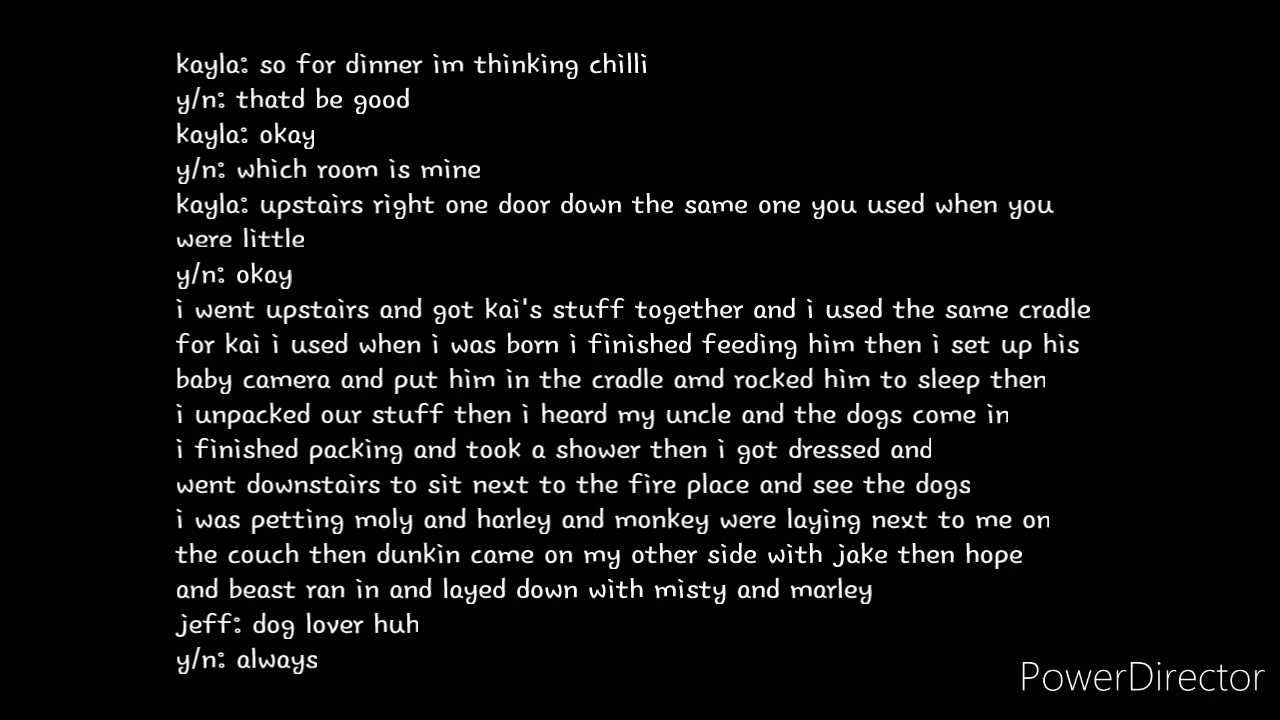 kayla: so for dinner im thinking chilli
y/n: thatd be good
kayla: okay
y/n: which room is mine
kayla: upstairs right one door down the same one you used when you
were little
y/n: okay
i went upstairs and got kai's stuff together and i used the same cradle
for kai i used when i was born i finished feeding him then i set up his
baby camera and put him in the cradle amd rocked him to sleep then
i unpacked our stuff then i heard my uncle and the dogs come in
i finished packing and took a shower then i got dressed and
went downstairs to sit next to the fire place and see the dogs
i was petting moly and harley and monkey were laying next to me on
the couch then dunkin came on my other side with jake then hope
and beast ran in and layed down with misty and marley
jeff: dog lover huh
y/n: always
PowerDirector